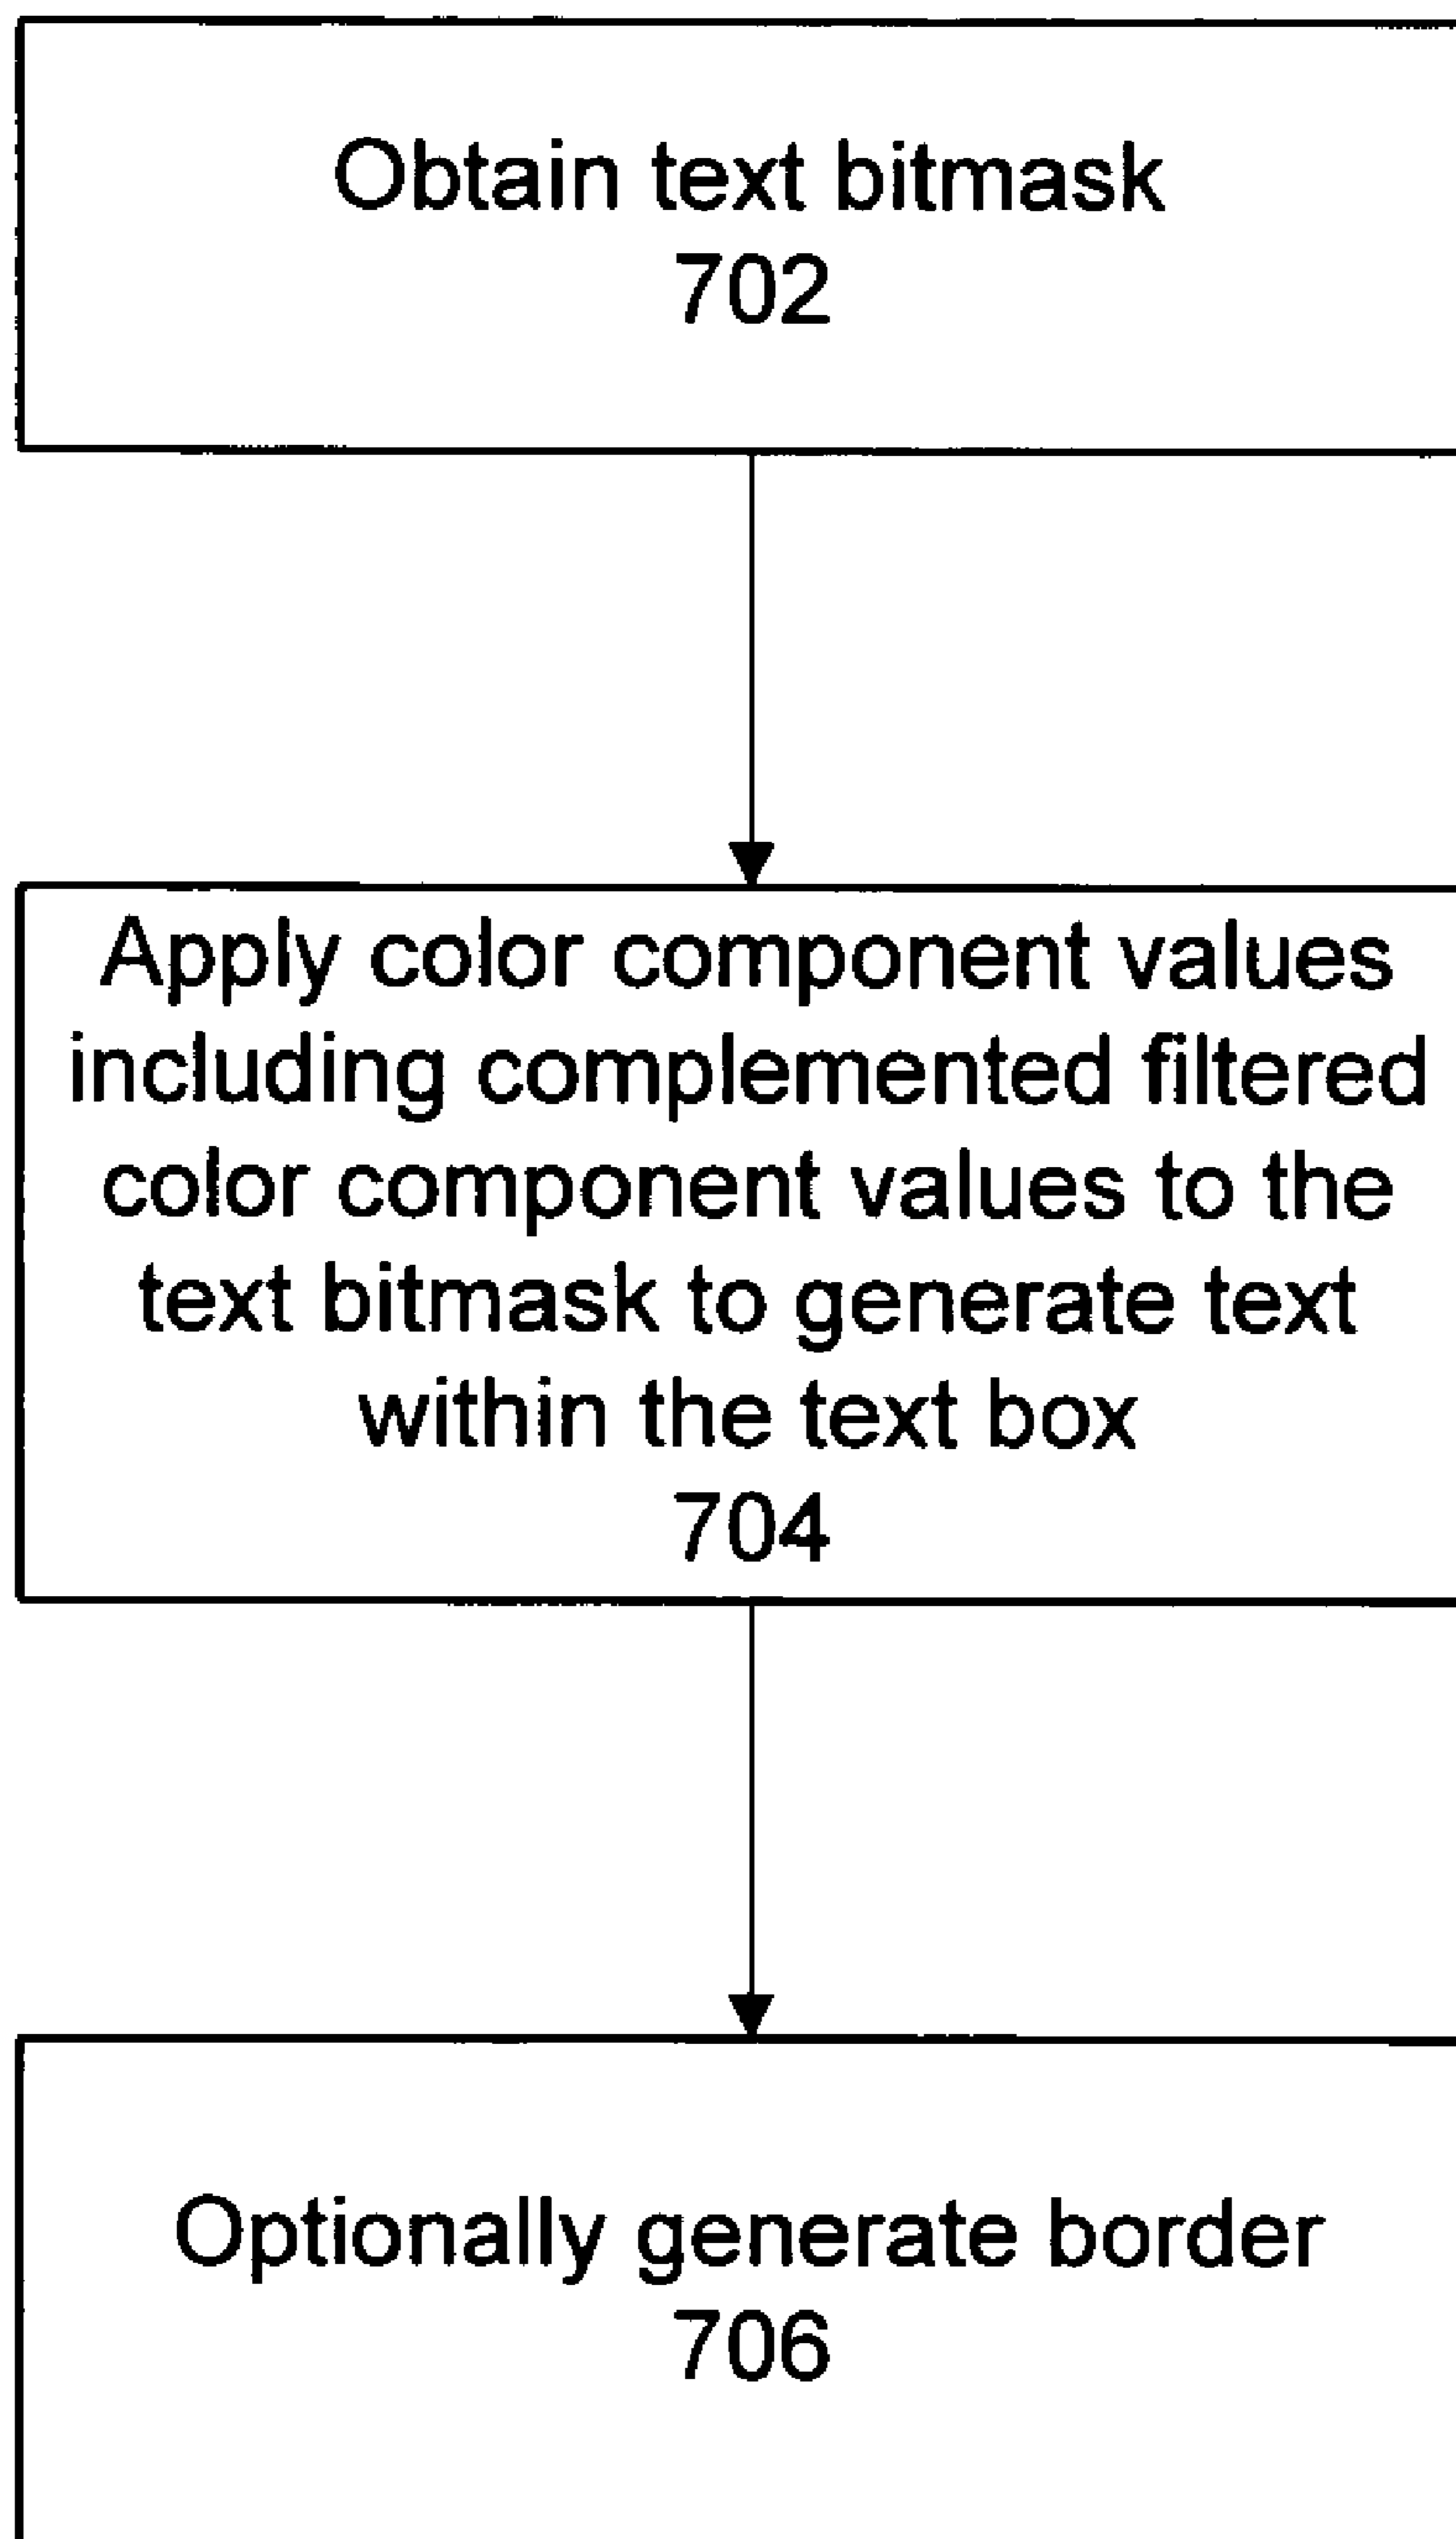 Obtain text bitmask
702
Apply color component values
including complemented filtered
color component values to the
text bitmask to generate text
within the text box
704
Optionally generate border
706